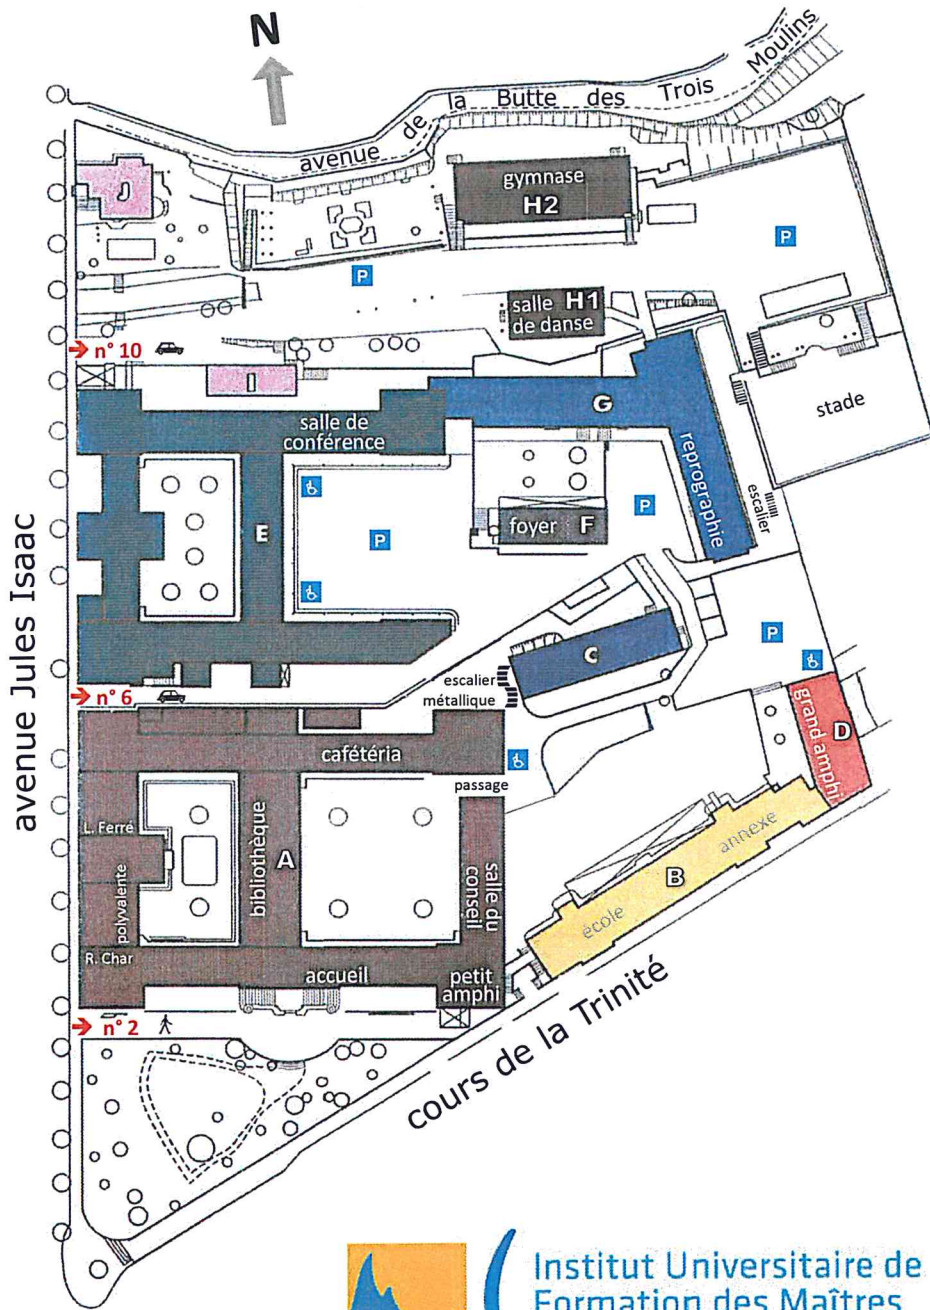 N
avenue de la Butte des Trois Moulins
J
gymnase
H2
P
P
salle H1
de danse
n° 10
I
G
salle de
conférence
stade
reprographie
escalier
E
P
foyer F
P
avenue Jules Isaac
C
P
escalier
métallique
n° 6
grand amphi
D
cafétéria
passage
L. Ferré
bibliothèque
A
polyvalente
salle du
conseil
annexe
B
école
R. Char
accueil
petit
amphi
n° 2
cours de la Trinité
Institut Universitaire de
Formation des Maîtres